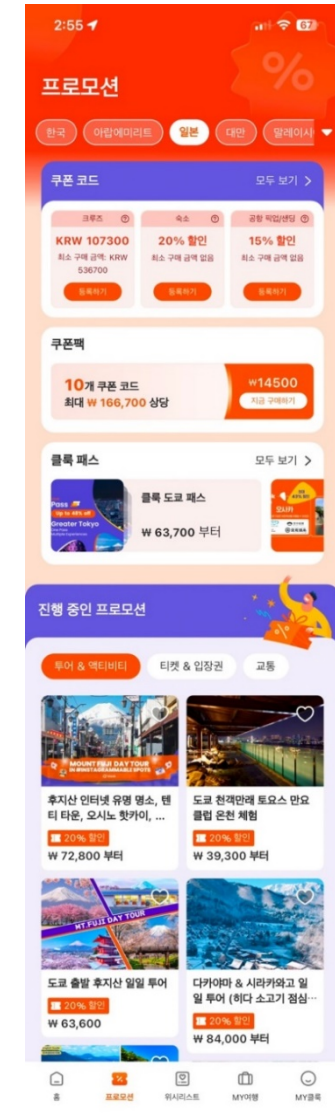 2:55
67
프로모션
한국
아랍에미리트
일본
대만
말레이시
쿠폰 코드
모두 보기 >
크루즈
숙소
공항 픽업/샌딩
KRW 107300
20% 할인
15% 할인
최소 구매 금액: KRW
536700
최소 구매 금액 없음
최소 구매 금액 없음
등록하기
등록하기
등록하기
쿠폰팩
10개 쿠폰 코드
최대 ₩ 166,700 상당
₩14500
지금 구매하기
클룩 패스
모두 보기 >
Pass
Up to 45% off
Greater Tokyo
클룩 도쿄 패스
₩ 63,700 부터
진행 중인 프로모션
투어 & 액티비티
티켓 & 입장권
교통
MOUNT FUJI DAY TOUR
IN INSTAGRAMMABLE SPOTS
후지산 인터넷 유명 명소, 텐
티 타운, 오시노 핫카이, ...
20% 할인
₩ 72,800 부터
도쿄 천객만래 토요스 만요
클럽 온천 체험
20% 할인
₩ 39,300 부터
MT.FUJI DAY TOUR
도쿄 출발 후지산 일일 투어
20% 할인
₩ 63,600
다카야마 & 시라카와고 일
일 투어 (히다 소고기 점심...
20% 할인
₩ 84,000 부터
홈
프로모션
위시리스트
MY여행
MY클룩